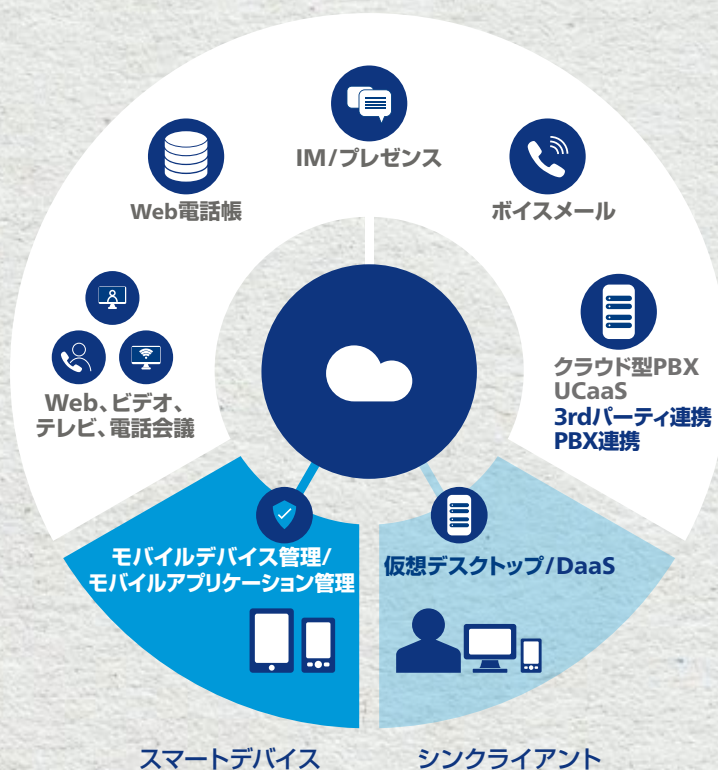 IM/プレゼンス
Web電話帳
ボイスメール
Web、ビデオ、
テレビ、電話会議
クラウド型PBX
UCaaS
3rdパーティ連携
PBX連携
モバイルデバイス管理/
モバイルアプリケーション管理
仮想デスクトップ/DaaS
スマートデバイス
シンクライアント